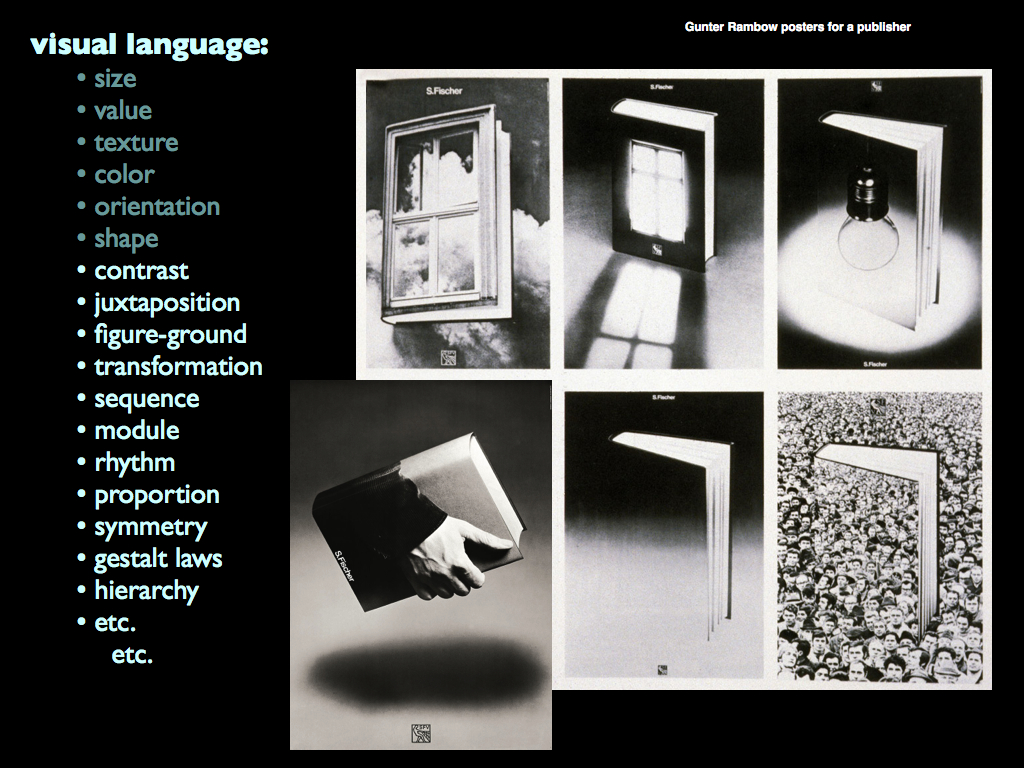 Gunter Rambow posters for a publisher
visual language:
• size
• value
• texture
• color
• orientation
• shape
• contrast
• juxtaposition
• figure-ground
• transformation
• sequence
• module
• rhythm
• proportion
• symmetry
• gestalt laws
• hierarchy
• etc.
etc.
S.Fischer
S.Fischer
S.Fischer
S.Fischer
S.Fischer